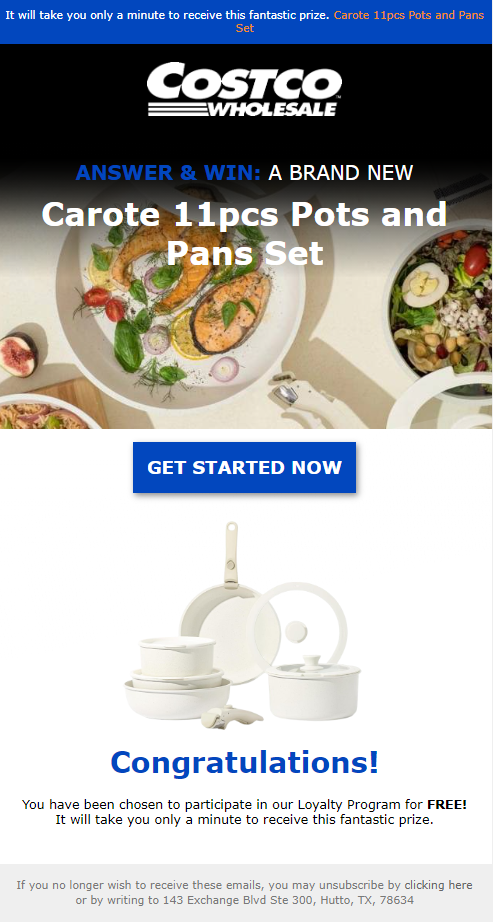 It will take you only a minute to receive this fantastic prize. Carote 11pcs Pots and Pans
Set
COSTCO
WHOLESALE
ANSWER & WIN: A BRAND NEW
Carote 11pcs Pots and
Pans Set
GET STARTED NOW
Congratulations!
You have been chosen to participate in our Loyalty Program for FREE!
It will take you only a minute to receive this fantastic prize.
If you no longer wish to receive these emails, you may unsubscribe by clicking here
or by writing to 143 Exchange Blvd Ste 300, Hutto, TX, 78634